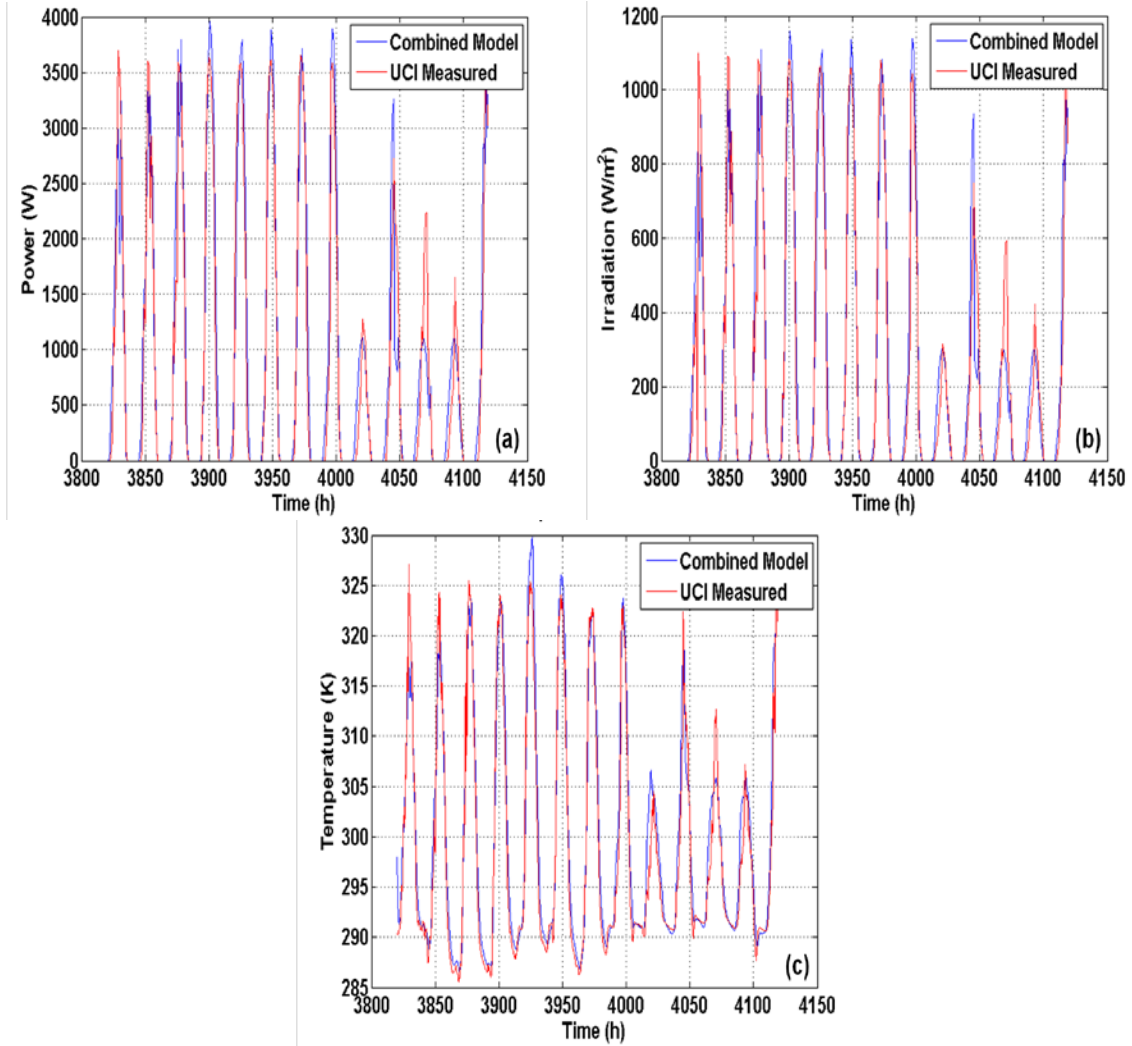 4000
3500
3000
2500
2000
1500
1000
500
0
Power (W)
Combined Model
UCI Measured
(a)
3800 3850 3900 3950 4000 4050 4100 4150
Time (h)
1200
1000
800
600
400
200
0
Irradiation (W/m²)
Combined Model
UCI Measured
(b)
3800 3850 3900 3950 4000 4050 4100 4150
Time (h)
330
325
320
315
310
305
300
295
290
285
Temperature (K)
Combined Model
UCI Measured
(c)
3800 3850 3900 3950 4000 4050 4100 4150
Time (h)